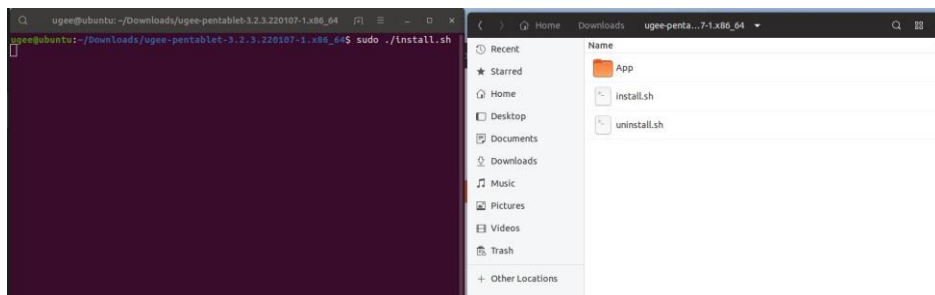 ugee@ubuntu: ~/Downloads/ugee-pentablet-3.2.3.220107-1.x86_64
ugee@ubuntu:~/Downloads/ugee-pentablet-3.2.3.220107-1.x86_64$ sudo ./install.sh
Home Downloads ugee-penta…7-1.x86_64
Recent
Starred
Home
Desktop
Documents
Downloads
Music
Pictures
Videos
Trash
+ Other Locations
Name
App
install.sh
uninstall.sh